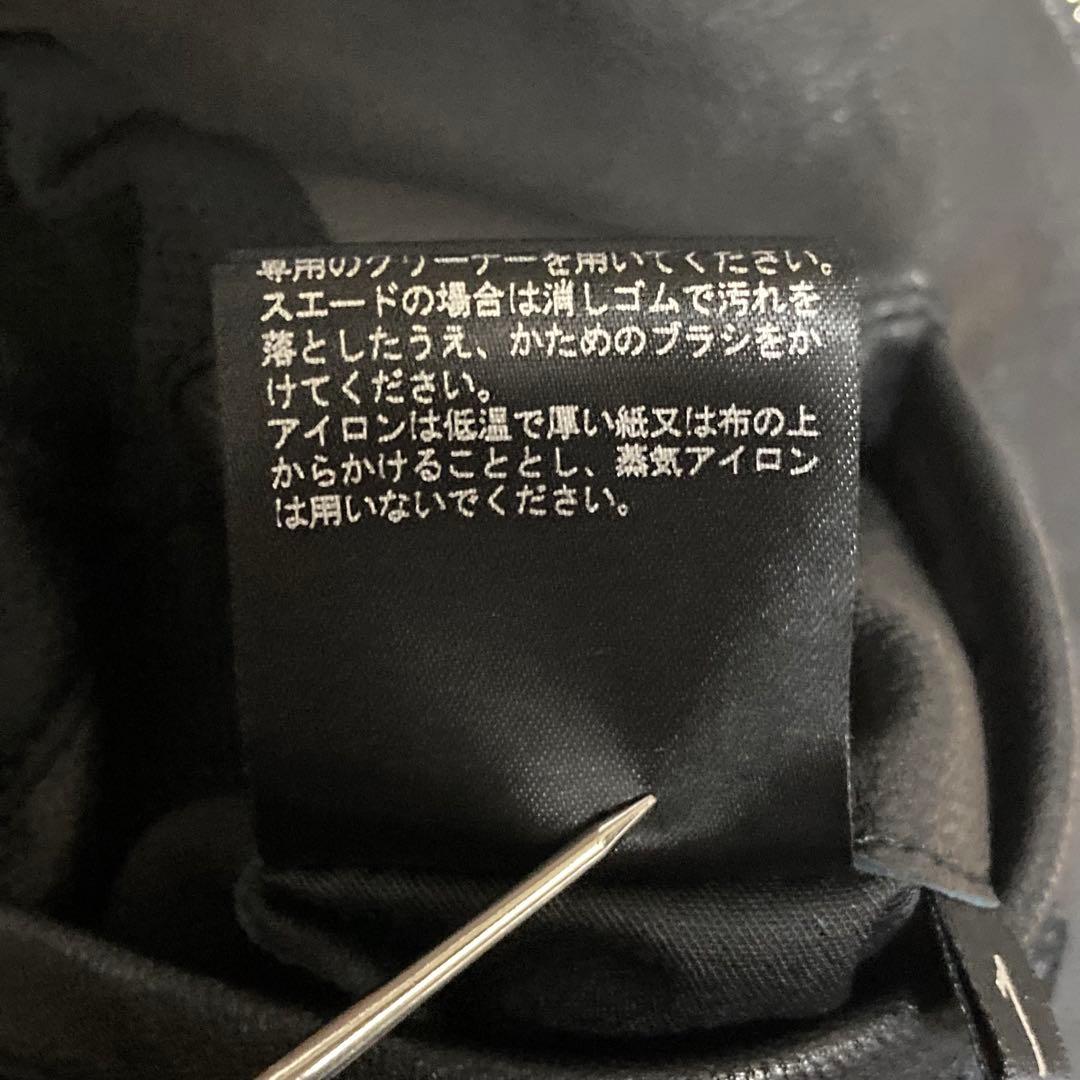 専用のクリーナーを用いてください。
スエードの場合は消しゴムで汚れを
落としたうえ、かためのブラシをか
けてください。
アイロンは低温で厚い紙又は布の上
からかけることとし、蒸気アイロン
は用いないでください。